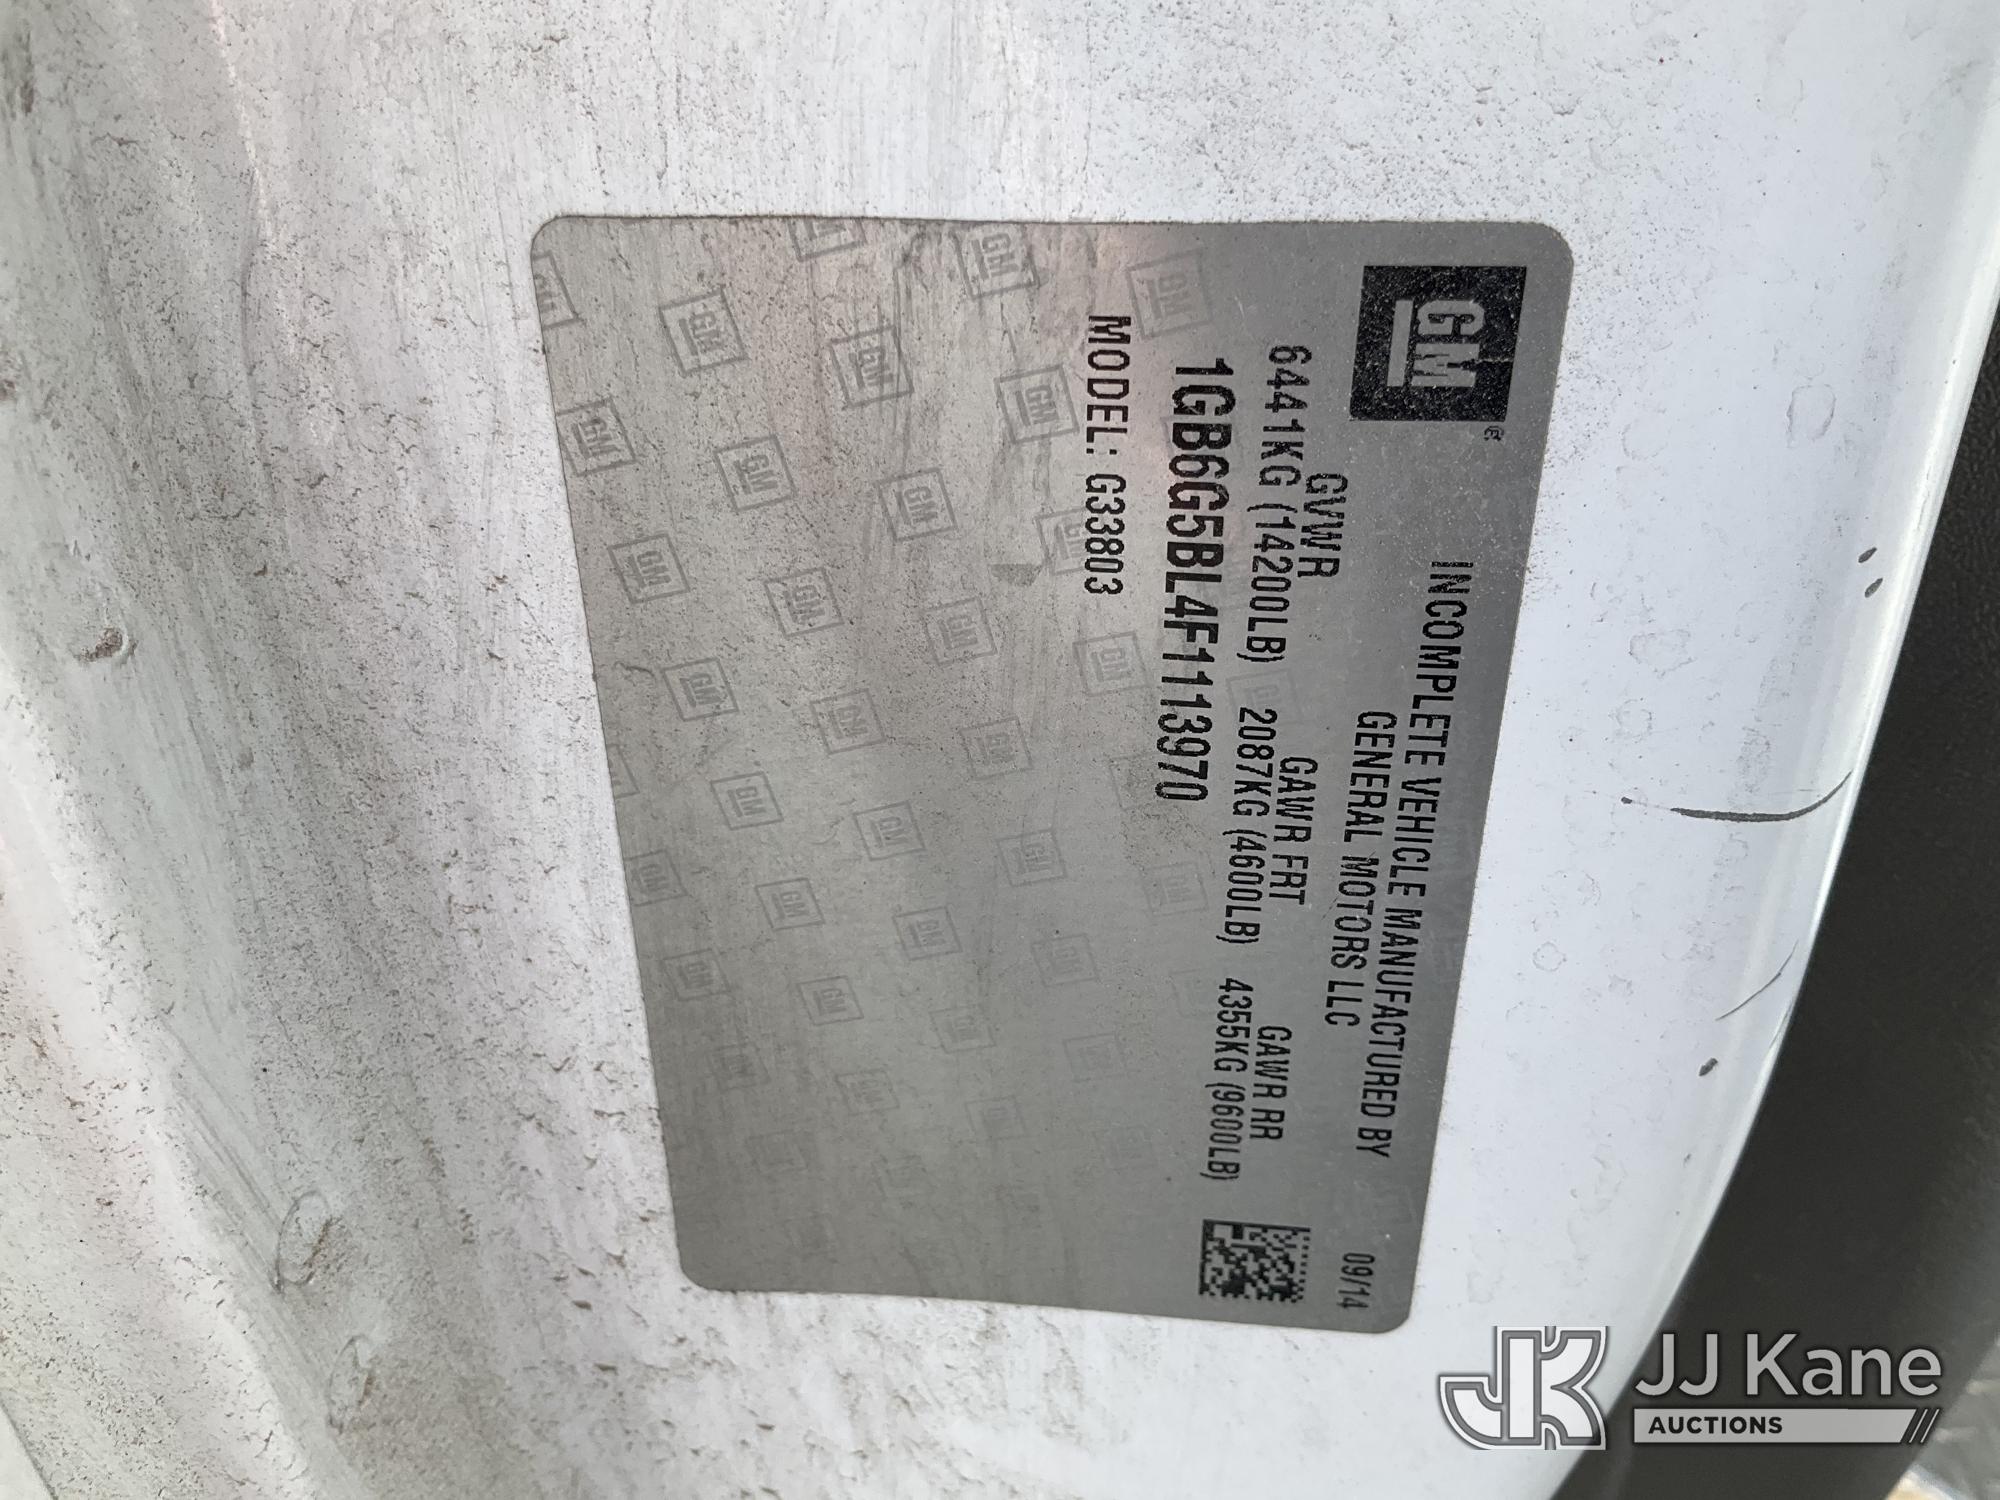 GM
INCOMPLETE VEHICLE MANUFACTURED BY
GENERAL MOTORS LLC
09/14
GVWR GAWR FRT GAWR RR
6441KG (14200LB) 2087KG (4600LB) 4355KG (9600LB)
1GB6G5BL4F1113970
MODEL: G33803
JK
JJ Kane
AUCTIONS